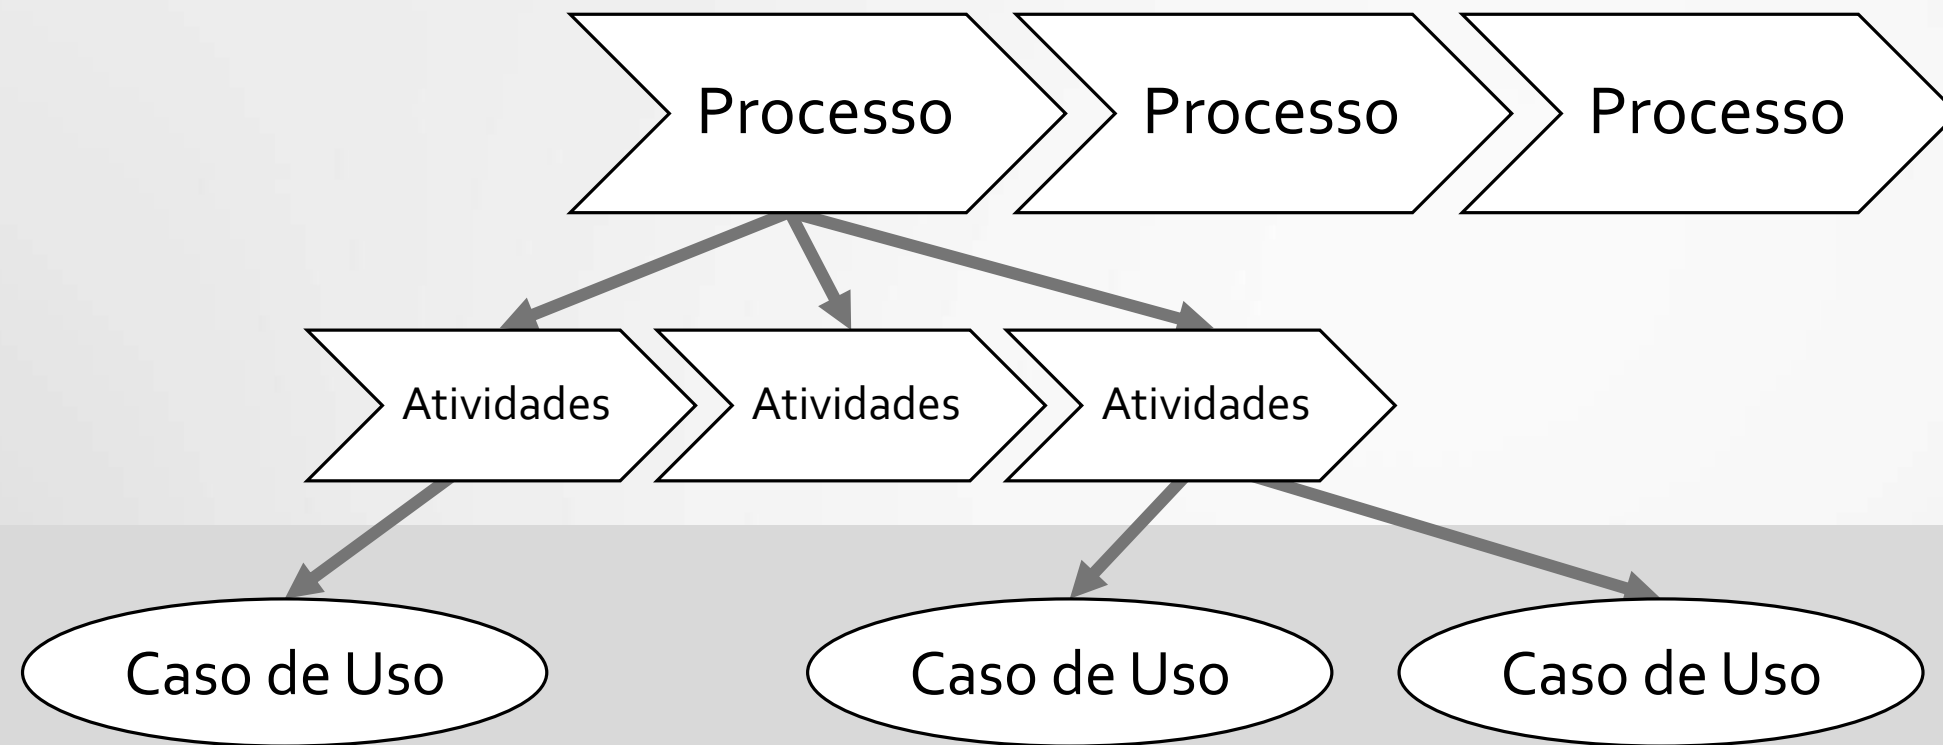 Processo
Processo
Processo
Atividades
Atividades
Atividades
Caso de Uso
Caso de Uso
Caso de Uso